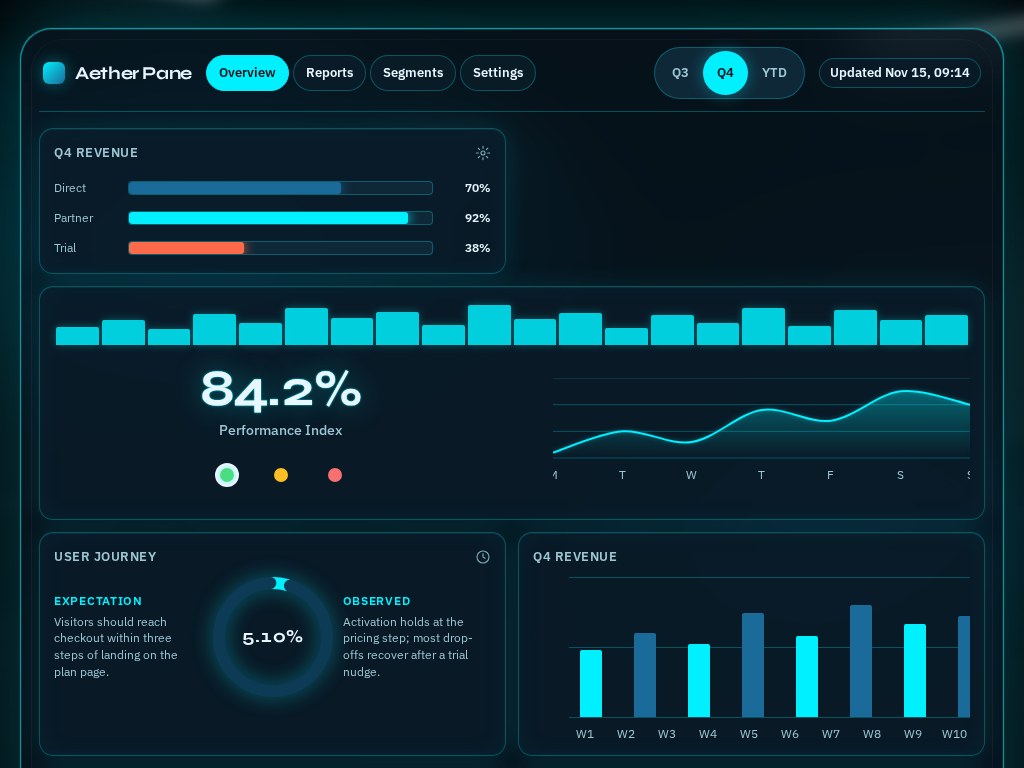 Aether Pane
Overview
Reports
Segments
Settings
Q3
Q4
YTD
Updated Nov 15, 09:14
Q4 REVENUE
Direct
70%
Partner
92%
Trial
38%
84.2%
Performance Index
T
W
T
F
S
USER JOURNEY
EXPECTATION
Visitors should reach
checkout within three
steps of landing on the
plan page.
5.10%
OBSERVED
Activation holds at the
pricing step; most drop-
offs recover after a trial
nudge.
Q4 REVENUE
W1
W2
W3
W4
W5
W6
W7
W8
W9
W10